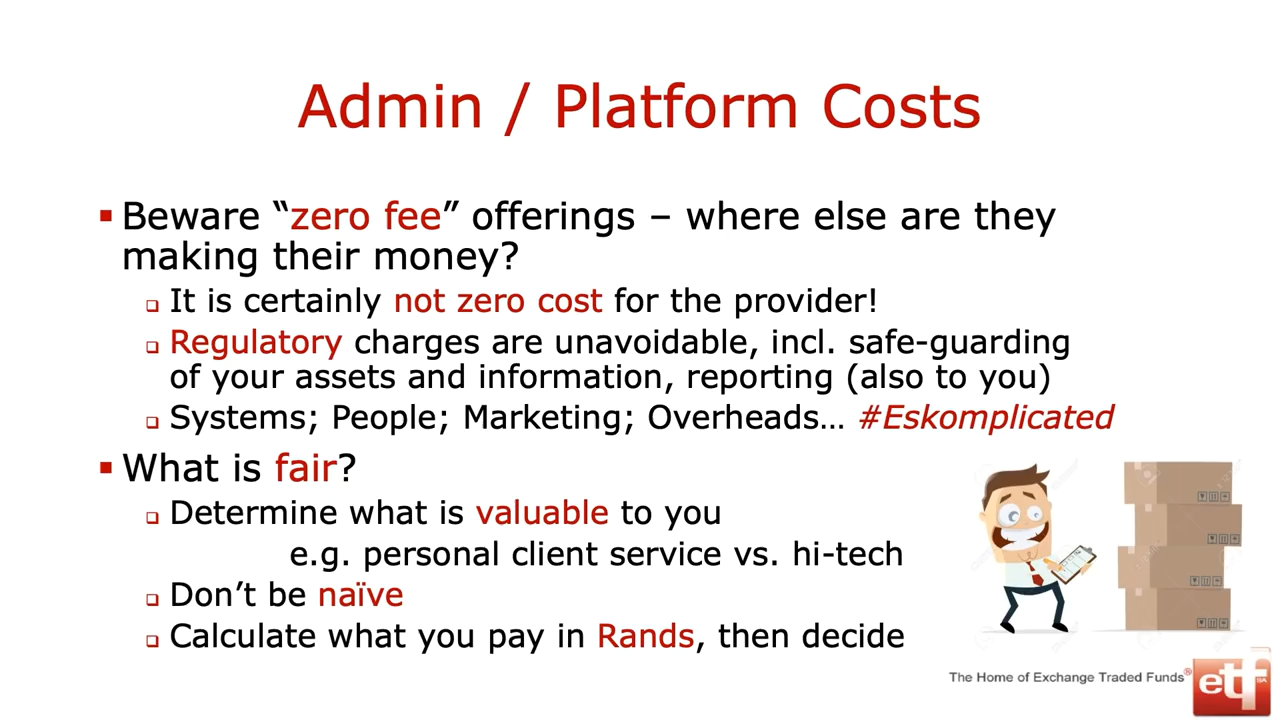 Admin / Platform Costs
Beware “zero fee” offerings – where else are they
making their money?
It is certainly not zero cost for the provider!
Regulatory charges are unavoidable, incl. safe-guarding
of your assets and information, reporting (also to you)
Systems; People; Marketing; Overheads… #Eskomplicated
What is fair?
Determine what is valuable to you
e.g. personal client service vs. hi-tech
Don’t be naïve
Calculate what you pay in Rands, then decide
The Home of Exchange Traded Funds®
etf
SA